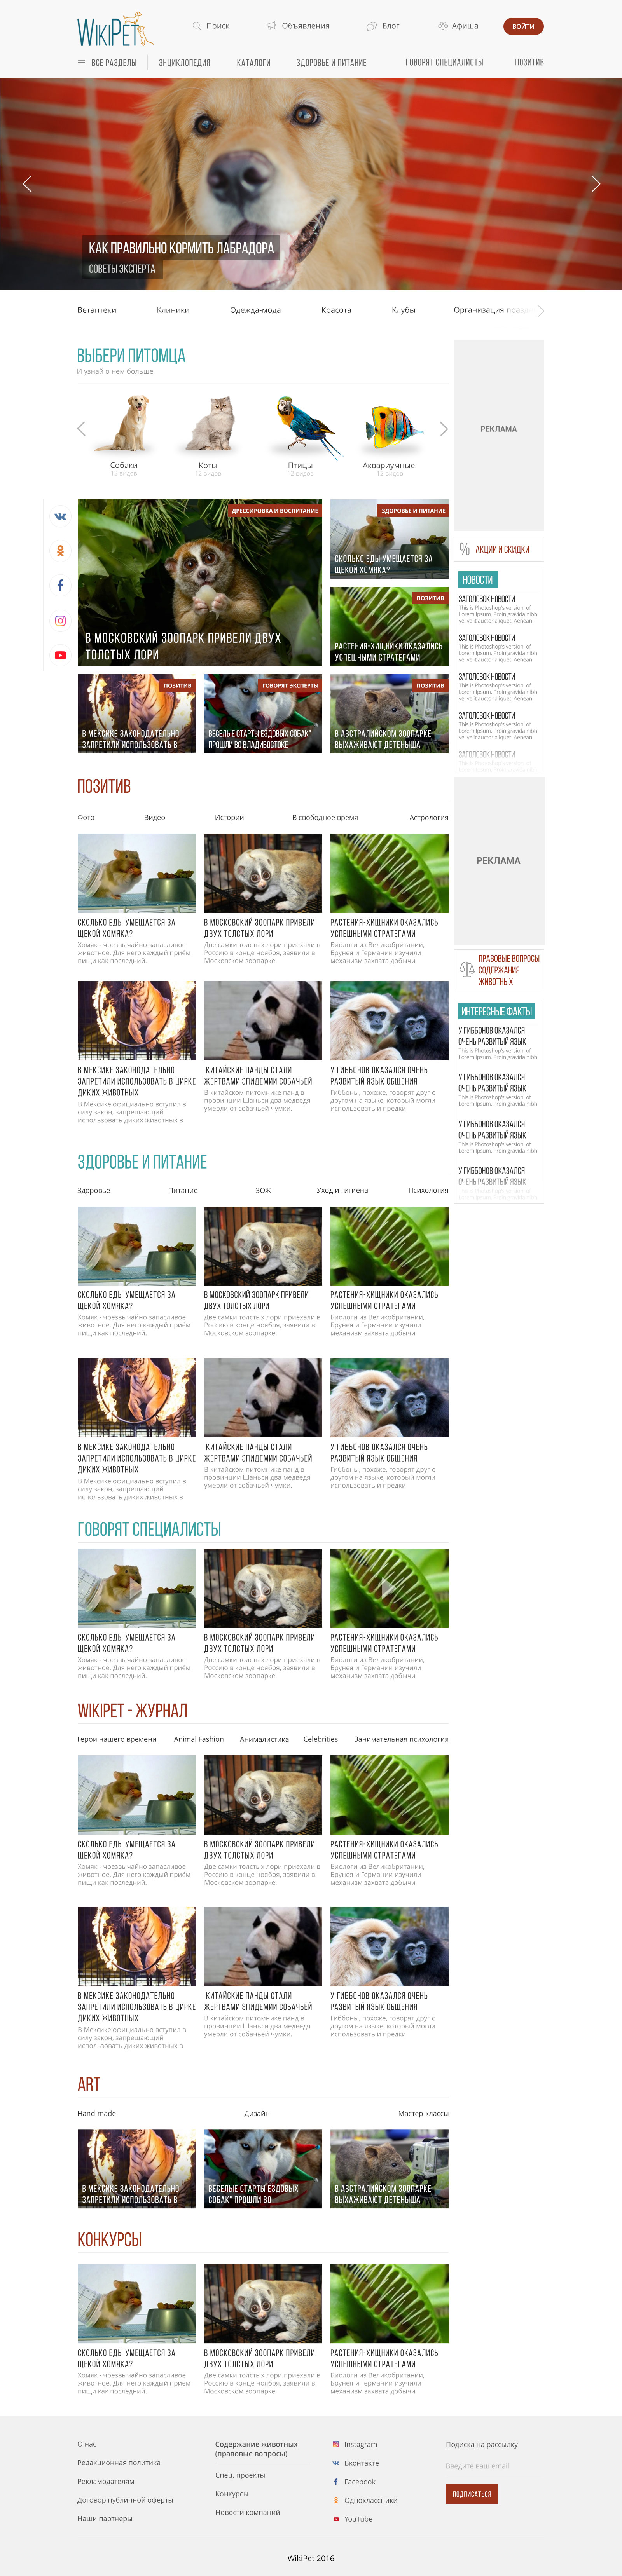 WikiPet
Поиск
Объявления
Блог
Афиша
ВОЙТИ
ВСЕ РАЗДЕЛЫ
ЭНЦИКЛОПЕДИЯ
КАТАЛОГИ
ЗДОРОВЬЕ И ПИТАНИЕ
ГОВОРЯТ СПЕЦИАЛИСТЫ
ПОЗИТИВ
КАК ПРАВИЛЬНО КОРМИТЬ ЛАБРАДОРА
СОВЕТЫ ЭКСПЕРТА
Ветаптеки
Клиники
Одежда-мода
Красота
Клубы
Организация
ВЫБЕРИ ПИТОМЦА
И узнай о нем больше
Собаки
12 видов
Коты
12 видов
Птицы
12 видов
Аквариумные
12 видов
ДРЕССИРОВКА И ВОСПИТАНИЕ
В МОСКОВСКИЙ ЗООПАРК ПРИВЕЛИ ДВУХ
ТОЛСТЫХ ЛОРИ
ЗДОРОВЬЕ И ПИТАНИЕ
СКОЛЬКО ЕДЫ УМЕЩАЕТСЯ ЗА
ЩЕКОЙ ХОМЯКА?
ПОЗИТИВ
РАСТЕНИЯ-ХИЩНИКИ ОКАЗАЛИСЬ
УСПЕШНЫМИ СТРАТЕГАМИ
ПОЗИТИВ
В МЕКСИКЕ ЗАКОНОДАТЕЛЬНО
ЗАПРЕТИЛИ ИСПОЛЬЗОВАТЬ В
ГОВОРЯТ ЭКСПЕРТЫ
ВЕСЕЛЫЕ СТАРТЫ ЕЗДОВЫХ СОБАК"
ПРОШЛИ ВО ВЛАДИВОСТОКЕ
ПОЗИТИВ
В АВСТРАЛИЙСКОМ ЗООПАРКЕ
ВЫХАЖИВАЮТ ДЕТЕНЫША
РЕКЛАМА
% АКЦИИ И СКИДКИ
НОВОСТИ
ЗАГОЛОВОК НОВОСТИ
This is Photoshop's version of
Lorem Ipsum. Proin gravida nibh
vel velit auctor aliquet. Aenean
ЗАГОЛОВОК НОВОСТИ
This is Photoshop's version of
Lorem Ipsum. Proin gravida nibh
vel velit auctor aliquet. Aenean
ЗАГОЛОВОК НОВОСТИ
This is Photoshop's version of
Lorem Ipsum. Proin gravida nibh
vel velit auctor aliquet. Aenean
ЗАГОЛОВОК НОВОСТИ
This is Photoshop's version of
Lorem Ipsum. Proin gravida nibh
vel velit auctor aliquet. Aenean
ЗАГОЛОВОК НОВОСТИ
РЕКЛАМА
ПРАВОВЫЕ ВОПРОСЫ
СОДЕРЖАНИЯ
ЖИВОТНЫХ
ИНТЕРЕСНЫЕ ФАКТЫ
У ГИББОНОВ ОКАЗАЛСЯ
ОЧЕНЬ РАЗВИТЫЙ ЯЗЫК
This is Photoshop's version of
Lorem Ipsum. Proin gravida nibh
У ГИББОНОВ ОКАЗАЛСЯ
ОЧЕНЬ РАЗВИТЫЙ ЯЗЫК
This is Photoshop's version of
Lorem Ipsum. Proin gravida nibh
У ГИББОНОВ ОКАЗАЛСЯ
ОЧЕНЬ РАЗВИТЫЙ ЯЗЫК
This is Photoshop's version of
Lorem Ipsum. Proin gravida nibh
У ГИББОНОВ ОКАЗАЛСЯ
ОЧЕНЬ РАЗВИТЫЙ ЯЗЫК
ПОЗИТИВ
Фото
Видео
Истории
В свободное время
Астрология
СКОЛЬКО ЕДЫ УМЕЩАЕТСЯ ЗА
ЩЕКОЙ ХОМЯКА?
Хомяк - чрезвычайно запасливое
животное. Для него каждый приём
пищи как последний.
В МОСКОВСКИЙ ЗООПАРК ПРИВЕЛИ
ДВУХ ТОЛСТЫХ ЛОРИ
Две самки толстых лори приехали в
Россию в конце ноября, заявили в
Московском зоопарке.
РАСТЕНИЯ-ХИЩНИКИ ОКАЗАЛИСЬ
УСПЕШНЫМИ СТРАТЕГАМИ
Биологи из Великобритании,
Брунея и Германии изучили
механизм захвата добычи
В МЕКСИКЕ ЗАКОНОДАТЕЛЬНО
ЗАПРЕТИЛИ ИСПОЛЬЗОВАТЬ В ЦИРКЕ
ДИКИХ ЖИВОТНЫХ
В Мексике официально вступил в
силу закон, запрещающий
использовать диких животных в
КИТАЙСКИЕ ПАНДЫ СТАЛИ
ЖЕРТВАМИ ЭПИДЕМИИ СОБАЧЬЕЙ
В китайском питомнике панд в
провинции Шаньси два медведя
умерли от собачьей чумки.
У ГИББОНОВ ОКАЗАЛСЯ ОЧЕНЬ
РАЗВИТЫЙ ЯЗЫК ОБЩЕНИЯ
Гиббоны, похоже, говорят друг с
другом на языке, который могли
использовать и предки
ЗДОРОВЬЕ И ПИТАНИЕ
Здоровье
Питание
ЗОЖ
Уход и гигиена
Психология
СКОЛЬКО ЕДЫ УМЕЩАЕТСЯ ЗА
ЩЕКОЙ ХОМЯКА?
Хомяк - чрезвычайно запасливое
животное. Для него каждый приём
пищи как последний.
В МОСКОВСКИЙ ЗООПАРК ПРИВЕЛИ
ДВУХ ТОЛСТЫХ ЛОРИ
Две самки толстых лори приехали в
Россию в конце ноября, заявили в
Московском зоопарке.
РАСТЕНИЯ-ХИЩНИКИ ОКАЗАЛИСЬ
УСПЕШНЫМИ СТРАТЕГАМИ
Биологи из Великобритании,
Брунея и Германии изучили
механизм захвата добычи
В МЕКСИКЕ ЗАКОНОДАТЕЛЬНО
ЗАПРЕТИЛИ ИСПОЛЬЗОВАТЬ В ЦИРКЕ
ДИКИХ ЖИВОТНЫХ
В Мексике официально вступил в
силу закон, запрещающий
использовать диких животных в
КИТАЙСКИЕ ПАНДЫ СТАЛИ
ЖЕРТВАМИ ЭПИДЕМИИ СОБАЧЬЕЙ
В китайском питомнике панд в
провинции Шаньси два медведя
умерли от собачьей чумки.
У ГИББОНОВ ОКАЗАЛСЯ ОЧЕНЬ
РАЗВИТЫЙ ЯЗЫК ОБЩЕНИЯ
Гиббоны, похоже, говорят друг с
другом на языке, который могли
использовать и предки
ГОВОРЯТ СПЕЦИАЛИСТЫ
СКОЛЬКО ЕДЫ УМЕЩАЕТСЯ ЗА
ЩЕКОЙ ХОМЯКА?
Хомяк - чрезвычайно запасливое
животное. Для него каждый приём
пищи как последний.
В МОСКОВСКИЙ ЗООПАРК ПРИВЕЛИ
ДВУХ ТОЛСТЫХ ЛОРИ
Две самки толстых лори приехали в
Россию в конце ноября, заявили в
Московском зоопарке.
РАСТЕНИЯ-ХИЩНИКИ ОКАЗАЛИСЬ
УСПЕШНЫМИ СТРАТЕГАМИ
Биологи из Великобритании,
Брунея и Германии изучили
механизм захвата добычи
WIKIPET - ЖУРНАЛ
Герои нашего времени
Animal Fashion
Анималистика
Celebrities
Занимательная психология
СКОЛЬКО ЕДЫ УМЕЩАЕТСЯ ЗА
ЩЕКОЙ ХОМЯКА?
Хомяк - чрезвычайно запасливое
животное. Для него каждый приём
пищи как последний.
В МОСКОВСКИЙ ЗООПАРК ПРИВЕЛИ
ДВУХ ТОЛСТЫХ ЛОРИ
Две самки толстых лори приехали в
Россию в конце ноября, заявили в
Московском зоопарке.
РАСТЕНИЯ-ХИЩНИКИ ОКАЗАЛИСЬ
УСПЕШНЫМИ СТРАТЕГАМИ
Биологи из Великобритании,
Брунея и Германии изучили
механизм захвата добычи
В МЕКСИКЕ ЗАКОНОДАТЕЛЬНО
ЗАПРЕТИЛИ ИСПОЛЬЗОВАТЬ В ЦИРКЕ
ДИКИХ ЖИВОТНЫХ
В Мексике официально вступил в
силу закон, запрещающий
использовать диких животных в
КИТАЙСКИЕ ПАНДЫ СТАЛИ
ЖЕРТВАМИ ЭПИДЕМИИ СОБАЧЬЕЙ
В китайском питомнике панд в
провинции Шаньси два медведя
умерли от собачьей чумки.
У ГИББОНОВ ОКАЗАЛСЯ ОЧЕНЬ
РАЗВИТЫЙ ЯЗЫК ОБЩЕНИЯ
Гиббоны, похоже, говорят друг с
другом на языке, который могли
использовать и предки
ART
Hand-made
Дизайн
Мастер-классы
В МЕКСИКЕ ЗАКОНОДАТЕЛЬНО
ЗАПРЕТИЛИ ИСПОЛЬЗОВАТЬ В
ВЕСЕЛЫЕ СТАРТЫ ЕЗДОВЫХ
СОБАК" ПРОШЛИ ВО
В АВСТРАЛИЙСКОМ ЗООПАРКЕ
ВЫХАЖИВАЮТ ДЕТЕНЫША
КОНКУРСЫ
СКОЛЬКО ЕДЫ УМЕЩАЕТСЯ ЗА
ЩЕКОЙ ХОМЯКА?
Хомяк - чрезвычайно запасливое
животное. Для него каждый приём
пищи как последний.
В МОСКОВСКИЙ ЗООПАРК ПРИВЕЛИ
ДВУХ ТОЛСТЫХ ЛОРИ
Две самки толстых лори приехали в
Россию в конце ноября, заявили в
Московском зоопарке.
РАСТЕНИЯ-ХИЩНИКИ ОКАЗАЛИСЬ
УСПЕШНЫМИ СТРАТЕГАМИ
Биологи из Великобритании,
Брунея и Германии изучили
механизм захвата добычи
О нас
Редакционная политика
Рекламодателям
Договор публичной оферты
Наши партнеры
Содержание животных
(правовые вопросы)
Спец. проекты
Конкурсы
Новости компаний
Instagram
Вконтакте
Facebook
Одноклассники
YouTube
Подиска на рассылку
Введите ваш email
ПОДПИСАТЬСЯ
WikiPet 2016